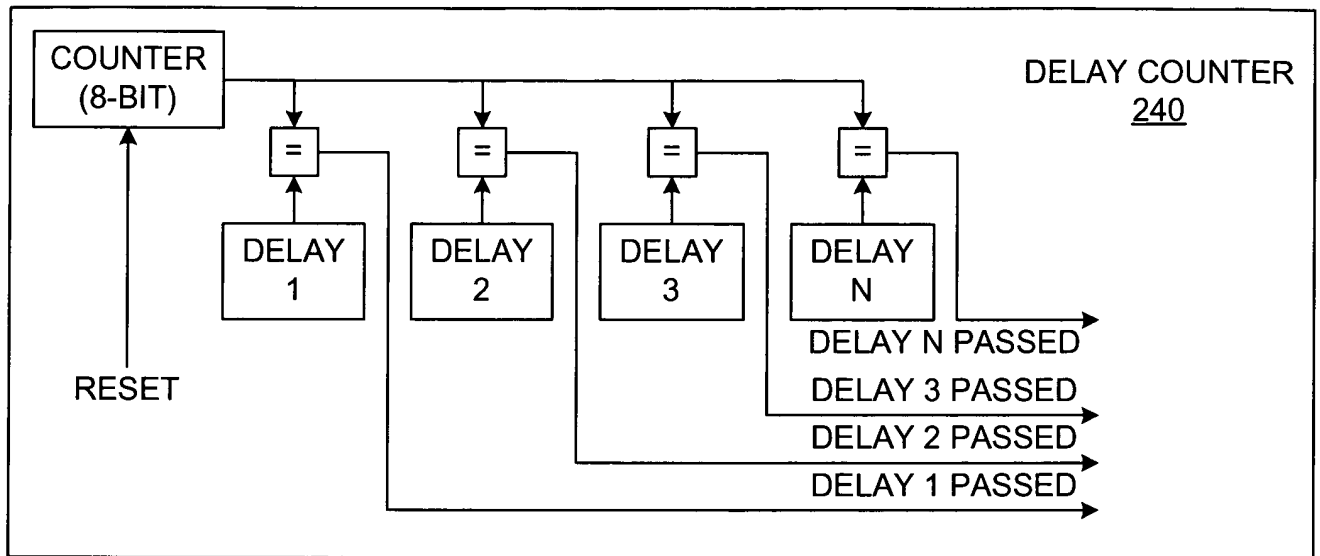 COUNTER
(8-BIT)
DELAY COUNTER
240
=
=
=
=
DELAY
1
DELAY
2
DELAY
3
DELAY
N
DELAY N PASSED
RESET
DELAY 3 PASSED
DELAY 2 PASSED
DELAY 1 PASSED